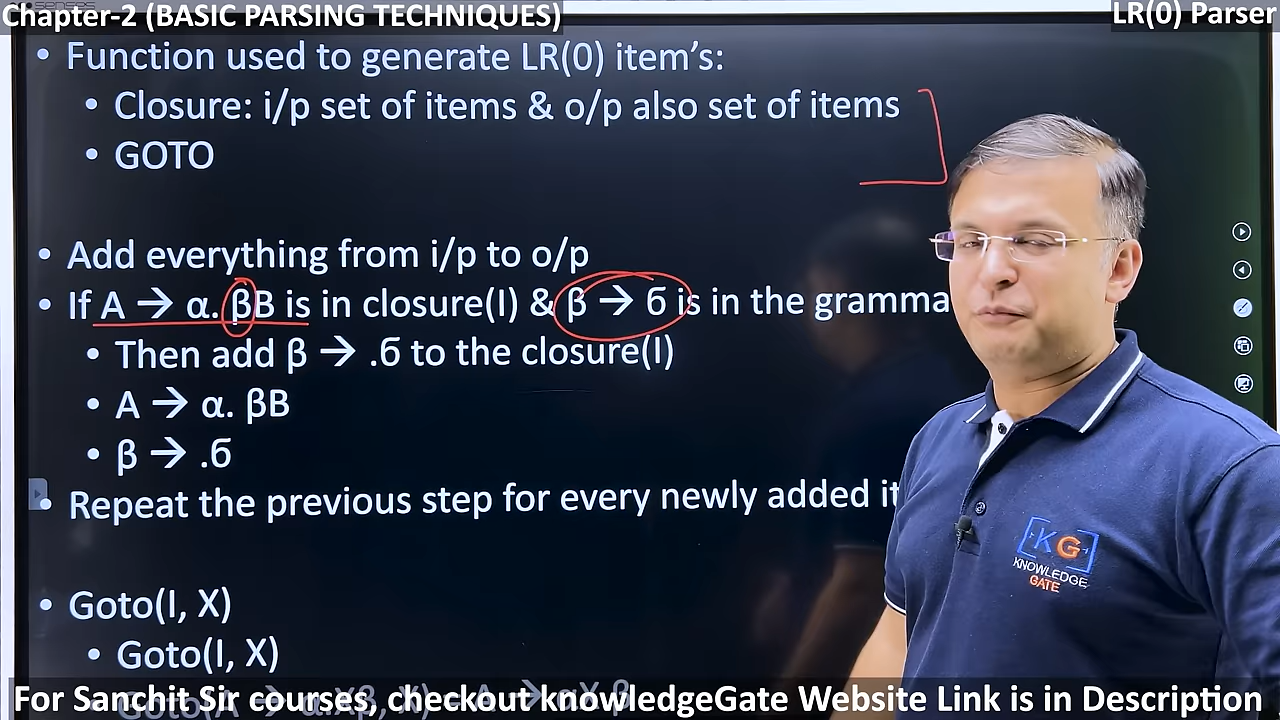 Chapter-2 (BASIC PARSING TECHNIQUES)
LR(0) Parser
• Function used to generate LR(0) item’s:
• Closure: i/p set of items & o/p also set of items
• GOTO
• Add everything from i/p to o/p
• If A → α. βB is in closure(I) & β → б is in the gramma
• Then add β → .б to the closure(I)
• A → α. βB
• β → .б
• Repeat the previous step for every newly added it
• Goto(I, X)
• Goto(I, X)
KG
KNOWLEDGE
GATE
For Sanchit Sir courses, checkout knowledgeGate Website Link is in Description